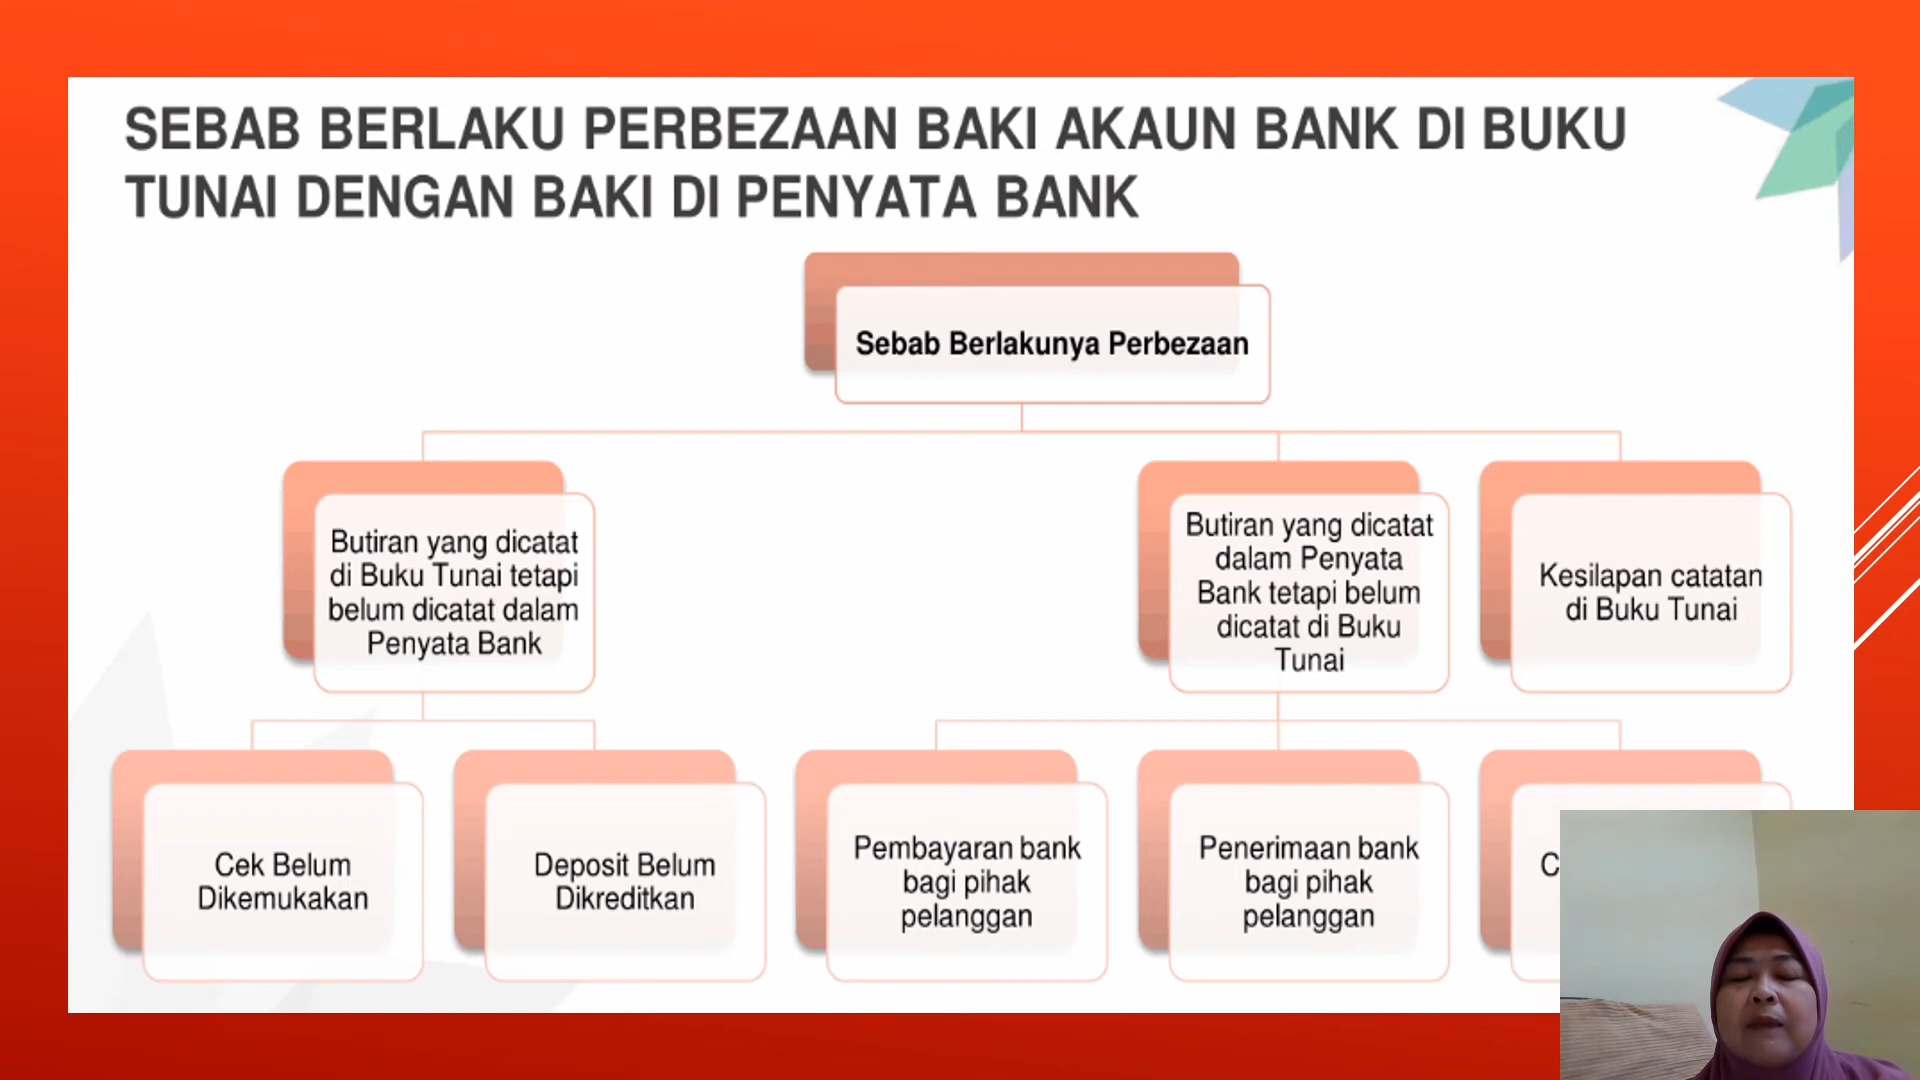 SEBAB BERLAKU PERBEZAAN BAKI AKAUN BANK DI BUKU
TUNAI DENGAN BAKI DI PENYATA BANK
Sebab Berlakunya Perbezaan
Butiran yang dicatat
di Buku Tunai tetapi
belum dicatat dalam
Penyata Bank
Butiran yang dicatat
dalam Penyata
Bank tetapi belum
dicatat di Buku
Tunai
Kesilapan catatan
di Buku Tunai
Cek Belum
Dikemukakan
Deposit Belum
Dikreditkan
Pembayaran bank
bagi pihak
pelanggan
Penerimaan bank
bagi pihak
pelanggan